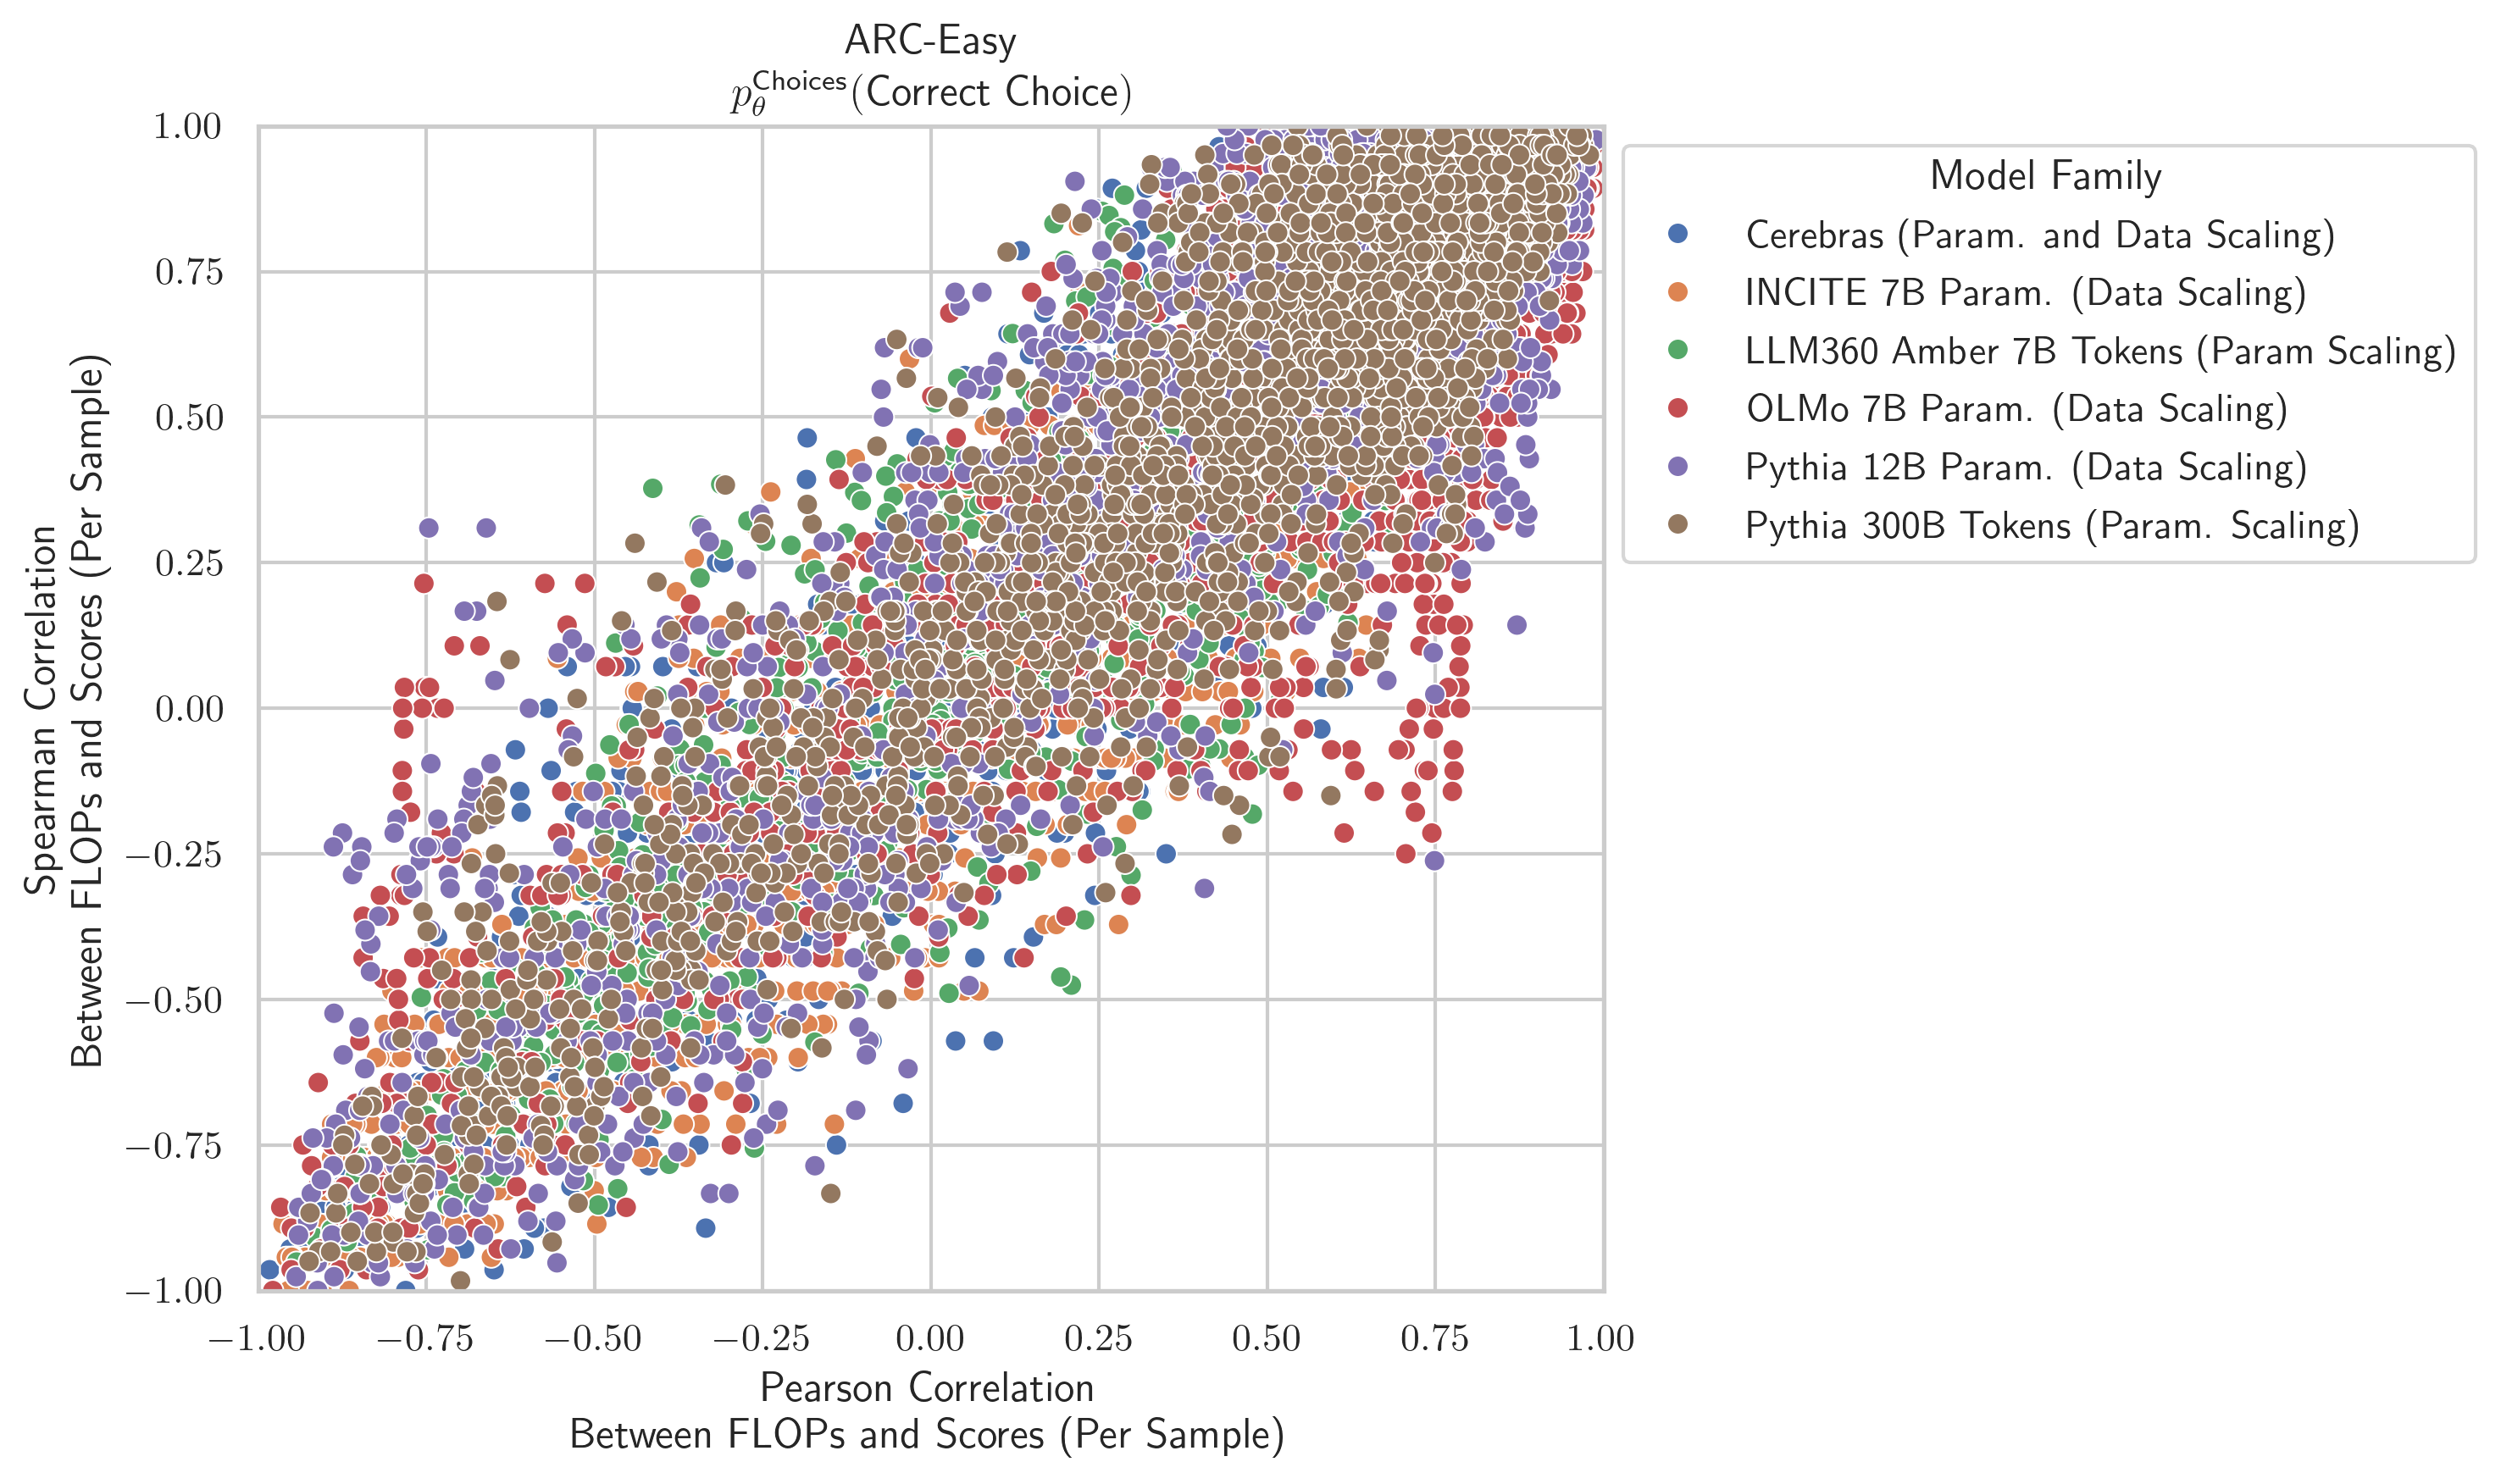 ARC-Easy
p_θ^Choices(Correct Choice)
1.00
0.75
0.50
0.25
0.00
−0.25
−0.50
−0.75
−1.00
Spearman Correlation
Between FLOPs and Scores (Per Sample)
−1.00 −0.75 −0.50 −0.25 0.00 0.25 0.50 0.75 1.00
Pearson Correlation
Between FLOPs and Scores (Per Sample)
Model Family
Cerebras (Param. and Data Scaling)
INCITE 7B Param. (Data Scaling)
LLM360 Amber 7B Tokens (Param Scaling)
OLMo 7B Param. (Data Scaling)
Pythia 12B Param. (Data Scaling)
Pythia 300B Tokens (Param. Scaling)